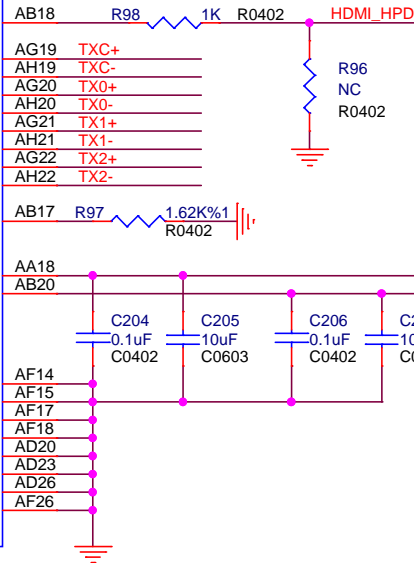 AB18 R98 1K R0402 HDMI_HPD
AG19 TXC+
AH19 TXC-
AG20 TX0+
AH20 TX0-
AG21 TX1+
AH21 TX1-
AG22 TX2+
AH22 TX2-
R96
NC
R0402
AB17 R97 1.62K%1
R0402
AA18
AB20
C204
0.1uF
C0402
C205
10uF
C0603
C206
0.1uF
C0402
AF14
AF15
AF17
AF18
AD20
AD23
AD26
AF26